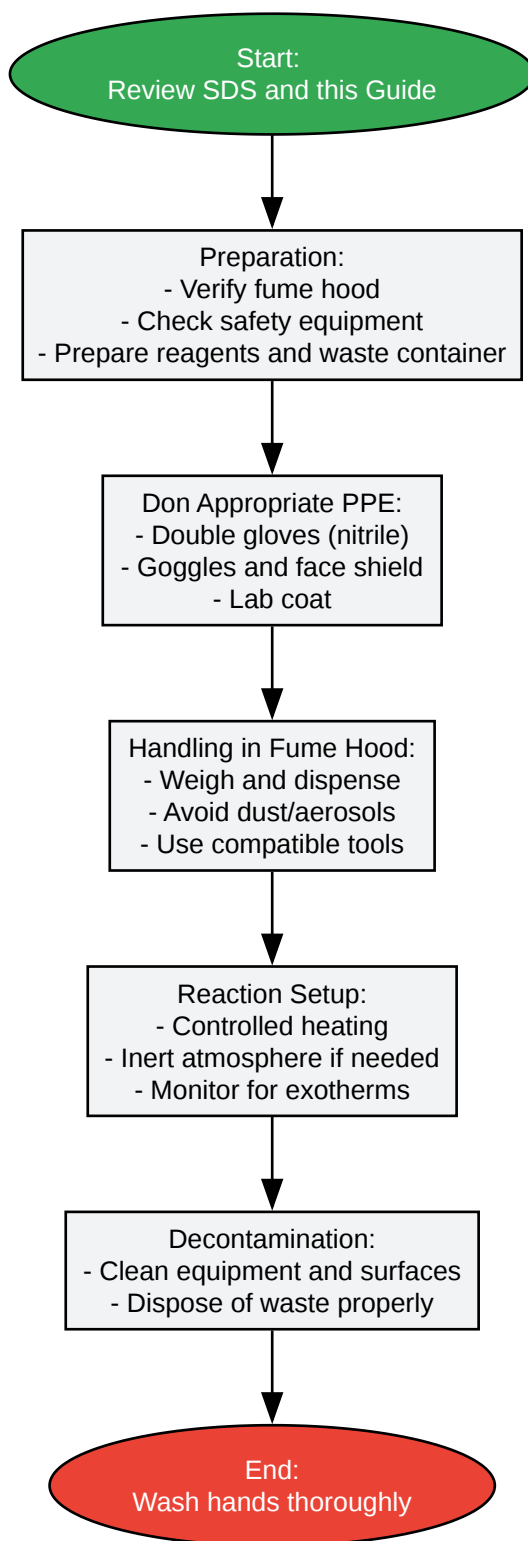 Start:
Review SDS and this Guide
Preparation:
- Verify fume hood
- Check safety equipment
- Prepare reagents and waste container
Don Appropriate PPE:
- Double gloves (nitrile)
- Goggles and face shield
- Lab coat
Handling in Fume Hood:
- Weigh and dispense
- Avoid dust/aerosols
- Use compatible tools
Reaction Setup:
- Controlled heating
- Inert atmosphere if needed
- Monitor for exotherms
Decontamination:
- Clean equipment and surfaces
- Dispose of waste properly
End:
Wash hands thoroughly